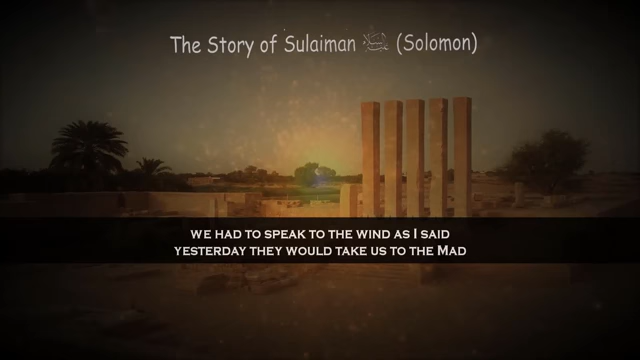 The Story of Sulaiman (Solomon)
WE HAD TO SPEAK TO THE WIND AS I SAID
YESTERDAY THEY WOULD TAKE US TO THE MAD